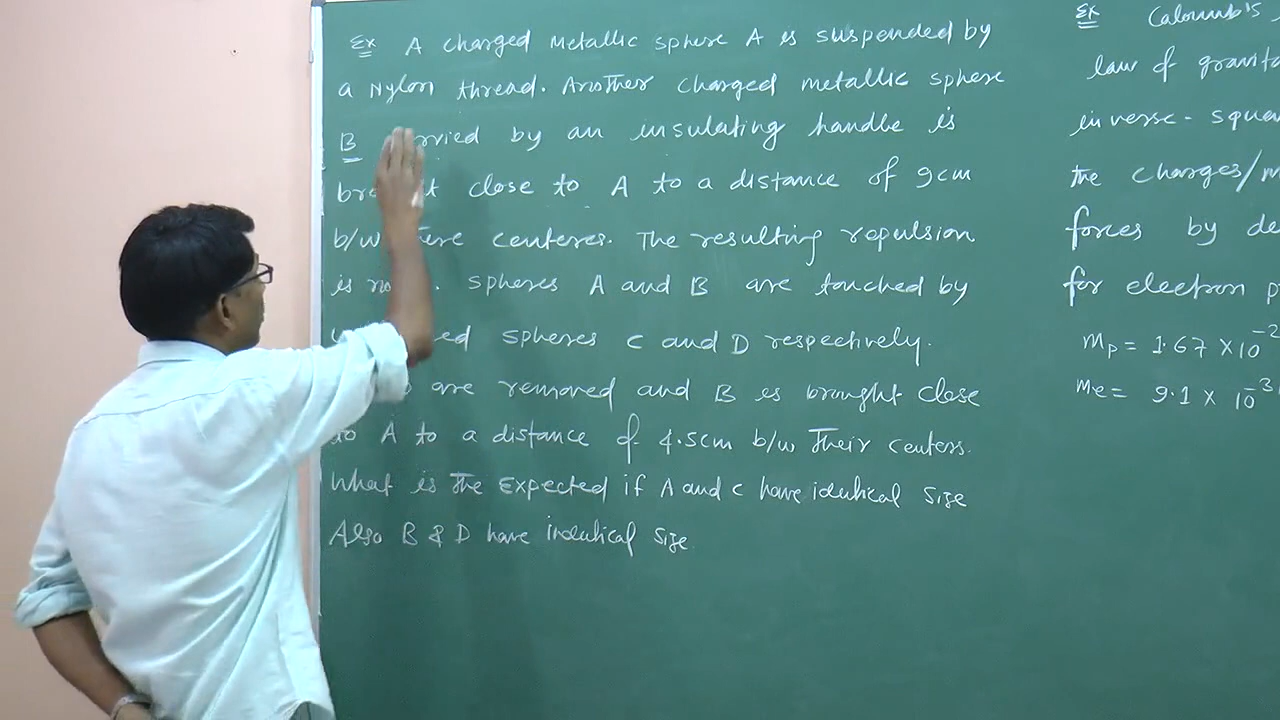 Ex A charged metallic sphere A is suspended by
a nylon thread. Another charged metallic sphere
B by an insulating handle is
close to A to a distance of 9cm
b/w centeres. The resulting repulsion
is spheres A and B are touched by
spheres C and D respectively.
are removed and B is brought close
to A to a distance of 4.5cm b/w Their centers.
What is the Expected if A and C have identical size
Also B & D have indentical size
Ex
law of
inverse-
the charges/
forces by
for electron
mp = 1.67 × 10
me = 9.1 × 10